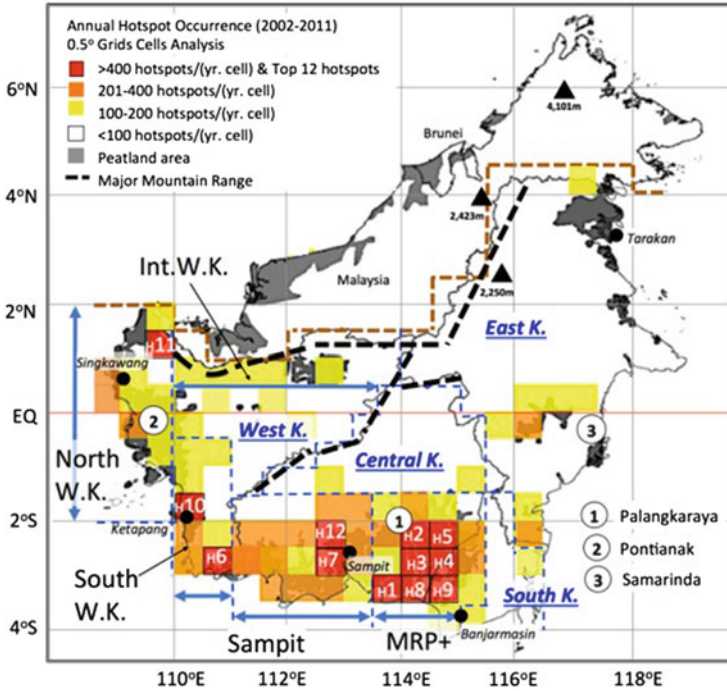 Annual Hotspot Occurrence (2002-2011)
0.5° Grids Cells Analysis
>400 hotspots/(yr. cell) & Top 12 hotspots
201-400 hotspots/(yr. cell)
100-200 hotspots/(yr. cell)
<100 hotspots/(yr. cell)
Peatland area
Major Mountain Range
6°N
4°N
2°N
EQ
2°S
4°S
4,101m
Brunei
2,423m
Tarakan
Malaysia
2,250m
Int.W.K.
East K.
H11
Singkawang
2
West K.
3
Central K.
North
W.K.
H10
Ketapang
1
H12
H2
H5
H6
H7
Sampit
H3
H4
H1
H8
H9
South
W.K.
South K.
1 Palangkaraya
2 Pontianak
3 Samarinda
Sampit
MRP+
Banjarmasin
110°E
112°E
114°E
116°E
118°E